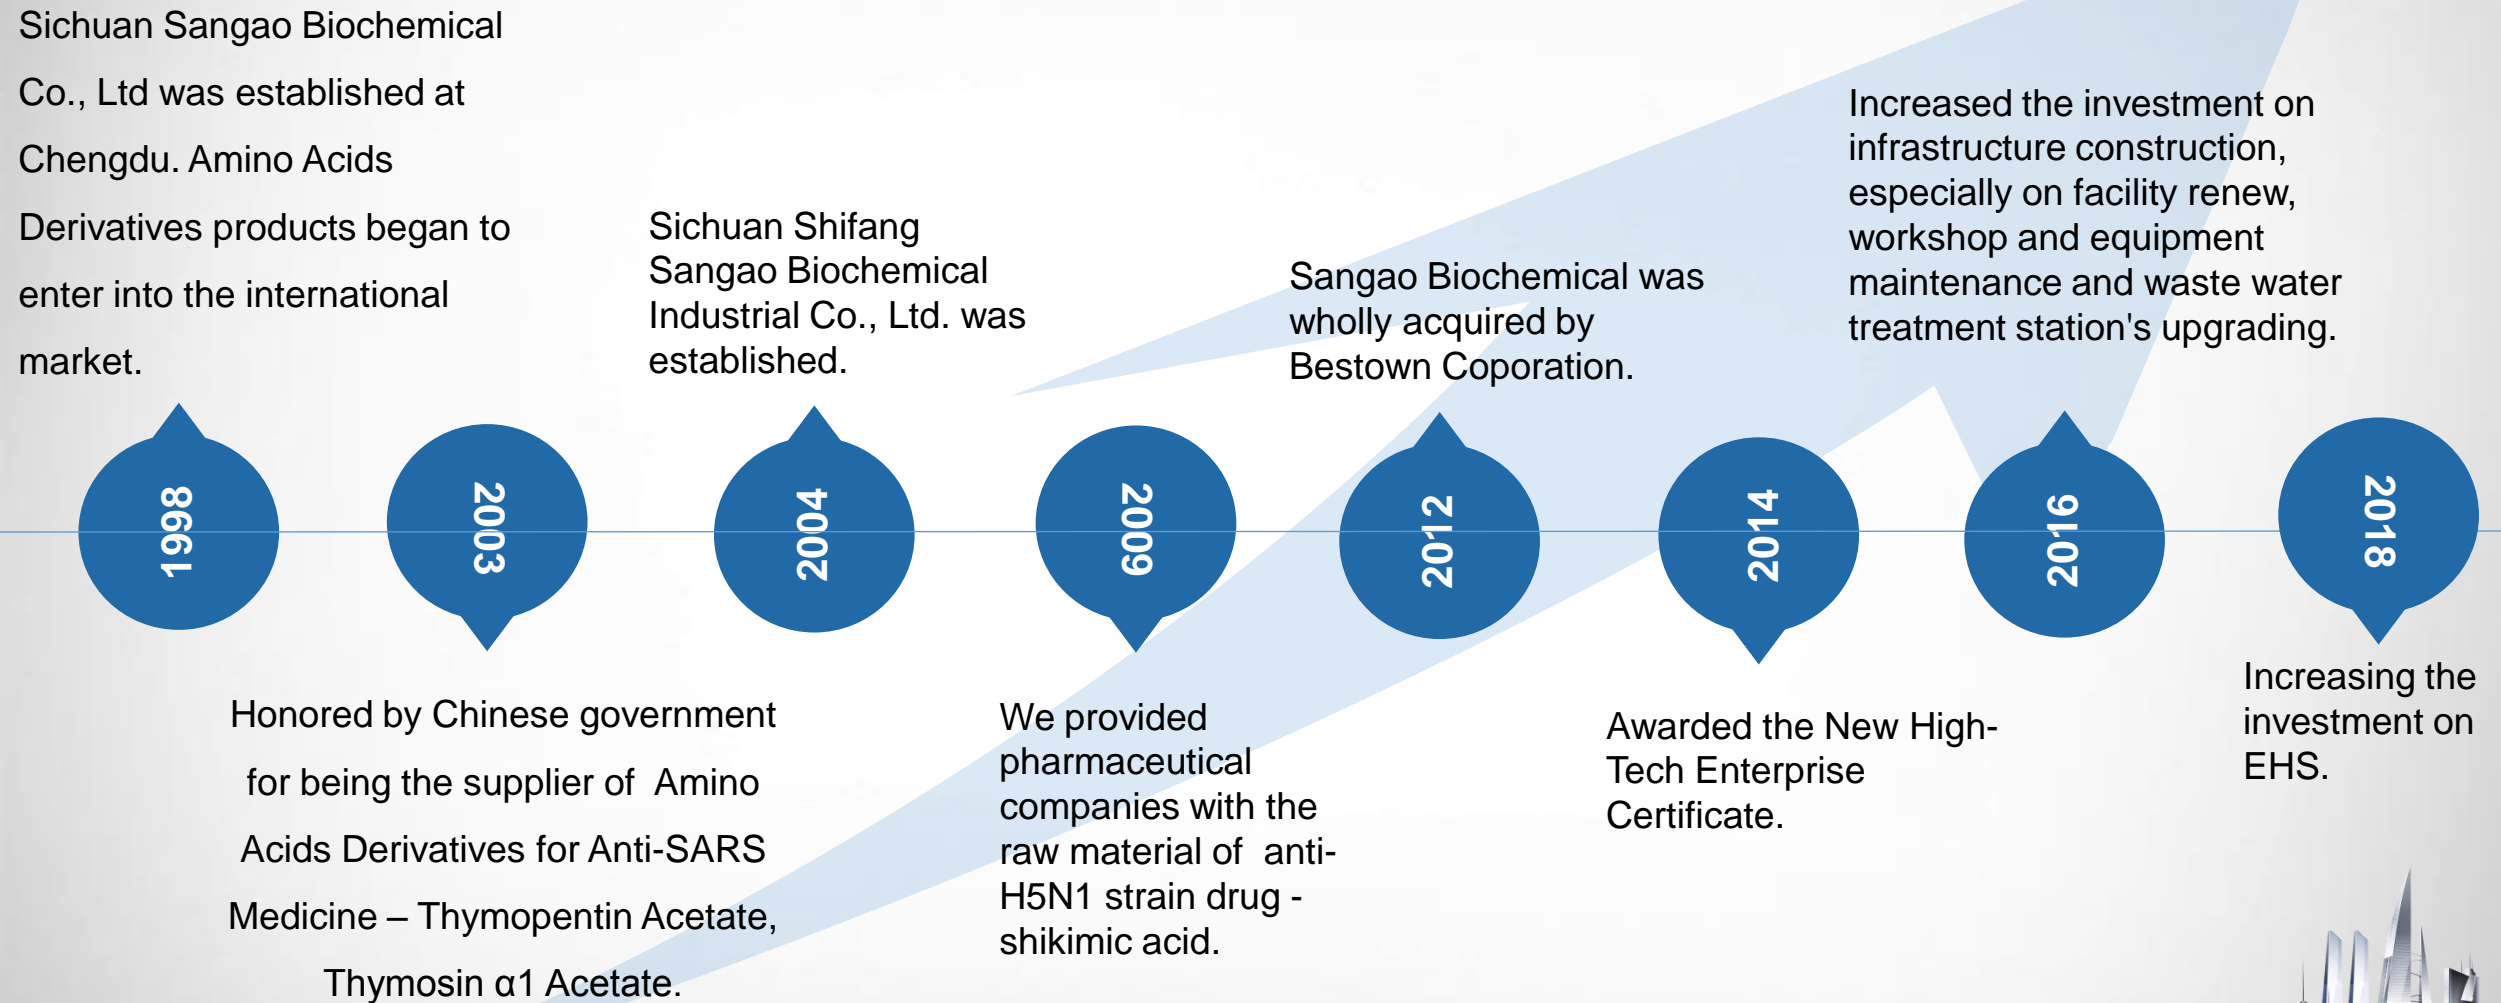 Sichuan Sangao Biochemical
Co., Ltd was established at
Chengdu. Amino Acids
Derivatives products began to
enter into the international
market.
1998
2003
Honored by Chinese government
for being the supplier of  Amino
Acids Derivatives for Anti-SARS
Medicine – Thymopentin Acetate,
Thymosin α1 Acetate.
Sichuan Shifang
Sangao Biochemical
Industrial Co., Ltd. was
established.
2004
2009
We provided
pharmaceutical
companies with the
raw material of  anti-
H5N1 strain drug -
shikimic acid.
Sangao Biochemical was
wholly acquired by
Bestown Coporation.
2012
2014
Awarded the New High-
Tech Enterprise
Certificate.
Increased the investment on
infrastructure construction,
especially on facility renew,
workshop and equipment
maintenance and waste water
treatment station's upgrading.
2016
2018
Increasing the
investment on
EHS.